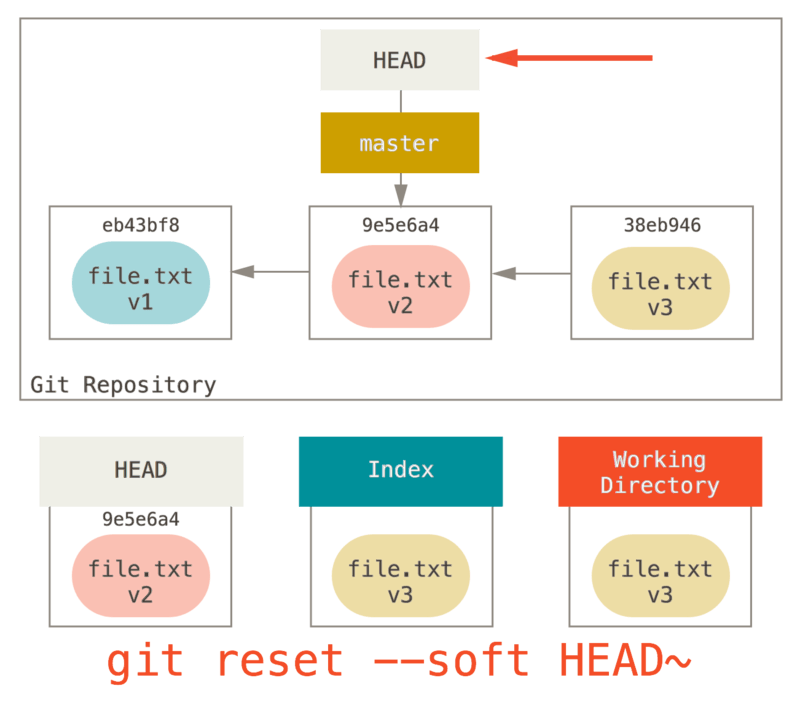 HEAD
master
eb43bf8
file.txt
v1
9e5e6a4
file.txt
v2
38eb946
file.txt
v3
Git Repository
HEAD
9e5e6a4
file.txt
v2
Index
file.txt
v3
Working
Directory
file.txt
v3
git reset --soft HEAD~